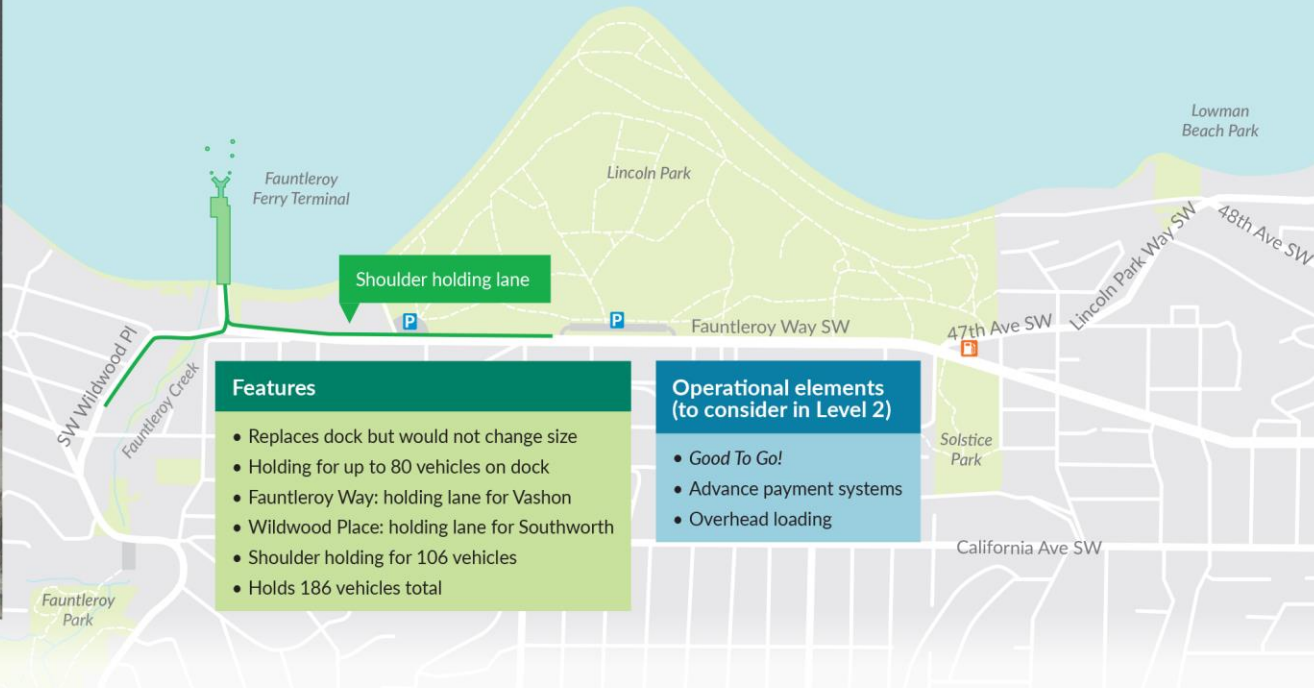 Lowman
Beach Park
Fauntleroy
Ferry Terminal
Lincoln Park
48th Ave SW
Lincoln Park Way SW
Shoulder holding lane
P
P
Fauntleroy Way SW
47th Ave SW
SW Wildwood Pl
Fauntleroy Creek
Features
• Replaces dock but would not change size
• Holding for up to 80 vehicles on dock
• Fauntleroy Way: holding lane for Vashon
• Wildwood Place: holding lane for Southworth
• Shoulder holding for 106 vehicles
• Holds 186 vehicles total
Operational elements
(to consider in Level 2)
• Good To Go!
• Advance payment systems
• Overhead loading
Solstice
Park
California Ave SW
Fauntleroy
Park